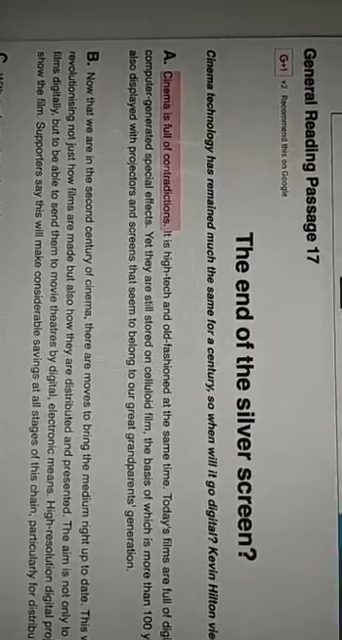 General Reading Passage 17
G+1 +2 Recommend this on Google
The end of the silver screen?
Cinema technology has remained much the same for a century, so when will it go digital? Kevin Hilton
A. Cinema is full of contradictions. It is high-tech and old-fashioned at the same time. Today's films are full of
computer-generated special effects. Yet they are still stored on celluloid film, the basis of which is more than 100
also displayed with projectors and screens that seem to belong to our great grandparents' generation.
B. Now that we are in the second century of cinema, there are moves to bring the medium right up to date. This
revolutionising not just how films are made but also how they are distributed and presented. The aim is not only to
films digitally, but to be able to send them to movie theatres by digital, electronic means. High-resolution digital
show the film. Supporters say this will make considerable savings at all stages of this chain, particularly for